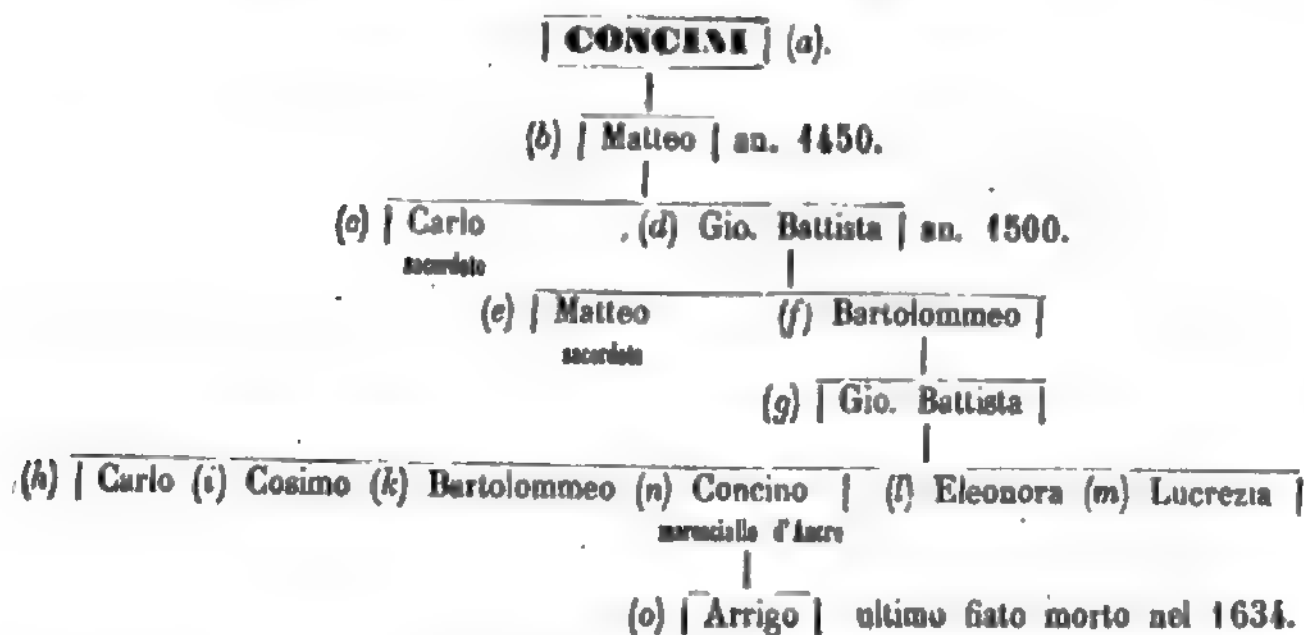 CONCINI (a).
(b) Matteo an. 1450.
(c) Carlo (d) Gio. Battista an. 1500.
sacerdote
(e) Matteo (f) Bartolommeo
sacerdote
(g) Gio. Battista
(h) Carlo (i) Cosimo (k) Bartolommeo (n) Concino (l) Eleonora (m) Lucrezia
maresciallo d'Ancre
(o) Arrigo ultimo fiato morto nel 1634.